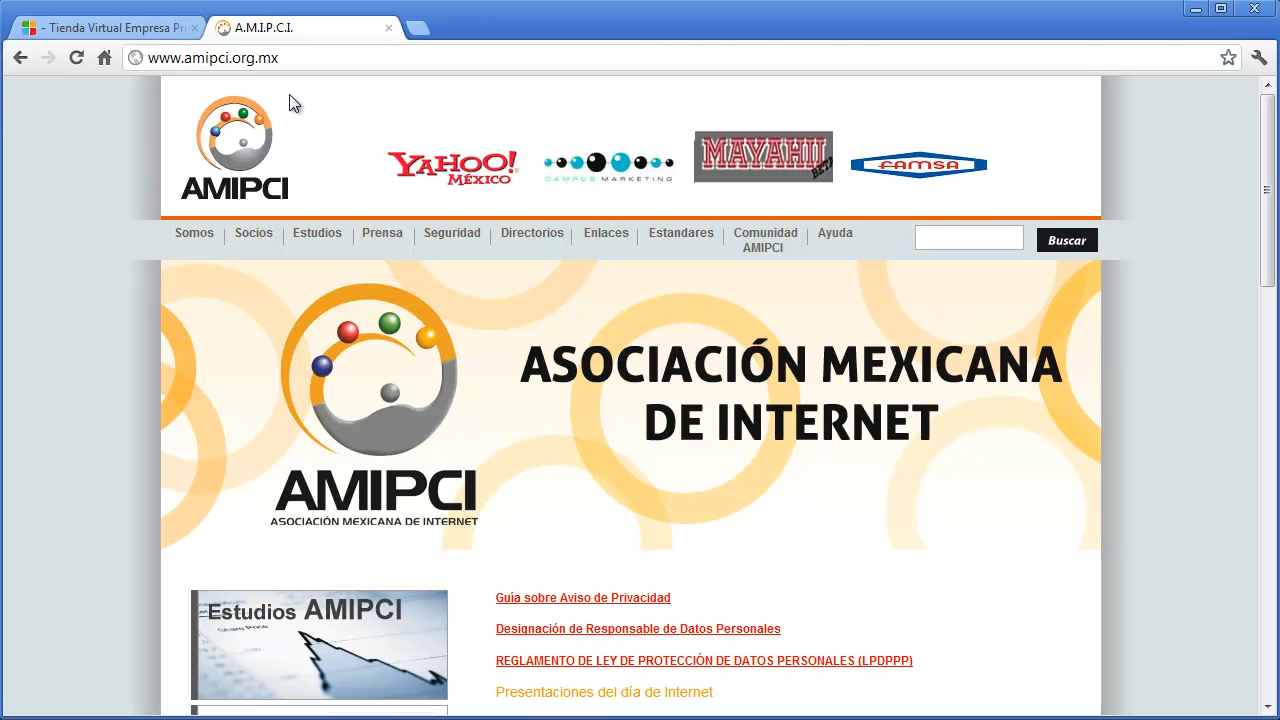 - Tienda Virtual Empresa Pri
A.M.I.P.C.I.
www.amipci.org.mx
AMIPCI
YAHOO!
MÉXICO
CAMPUS MARKETING
MAYAHII
BETA
FAMSA
Somos
Socios
Estudios
Prensa
Seguridad
Directorios
Enlaces
Estandares
Comunidad
AMIPCI
Ayuda
Buscar
ASOCIACIÓN MEXICANA
DE INTERNET
AMIPCI
ASOCIACIÓN MEXICANA DE INTERNET
Estudios AMIPCI
Share Price
Guía sobre Aviso de Privacidad
Designación de Responsable de Datos Personales
REGLAMENTO DE LEY DE PROTECCIÓN DE DATOS PERSONALES (LPDPPP)
Presentaciones del día de Internet